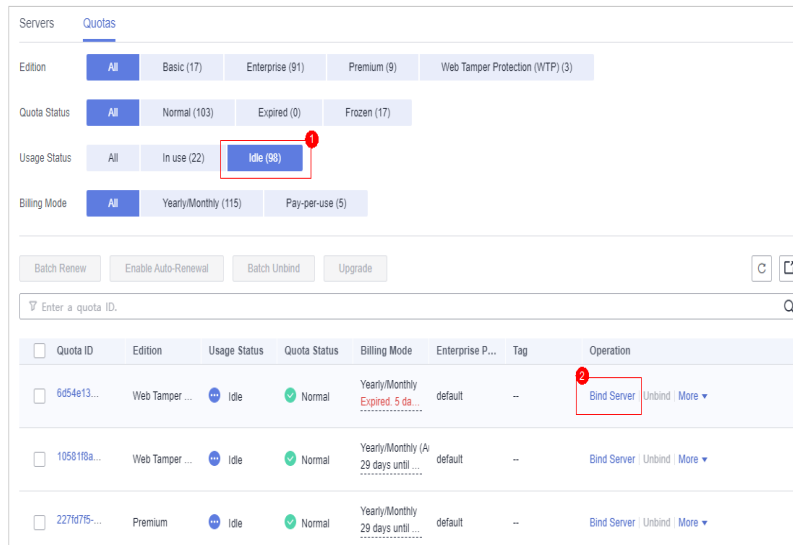 Servers Quotas
Edition All Basic (17) Enterprise (91) Premium (9) Web Tamper Protection (WTP) (3)
Quota Status All Normal (103) Expired (0) Frozen (17)
1
Usage Status All In use (22) Idle (98)
Billing Mode All Yearly/Monthly (115) Pay-per-use (5)
Batch Renew Enable Auto-Renewal Batch Unbind Upgrade
Enter a quota ID.
Quota ID Edition Usage Status Quota Status Billing Mode Enterprise P... Tag Operation
2
6d54e13... Web Tamper ... Idle Normal Yearly/Monthly default -- Bind Server Unbind More
Expired. 5 da...
10581f8a... Web Tamper ... Idle Normal Yearly/Monthly (A default -- Bind Server Unbind More
29 days until ...
227fd7f5-... Premium Idle Normal Yearly/Monthly default -- Bind Server Unbind More
29 days until ...